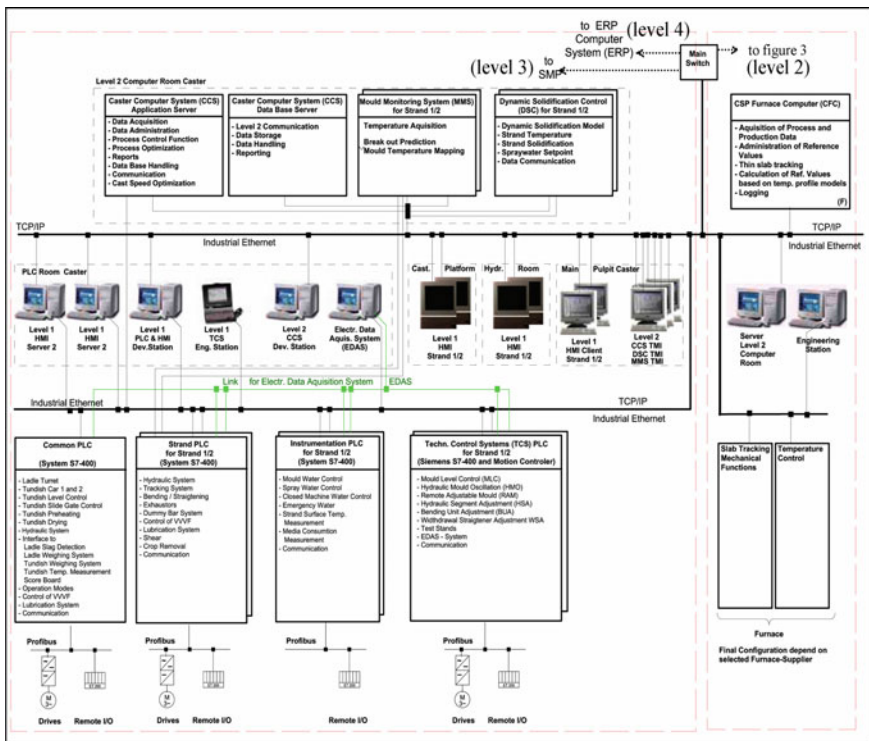 to ERP (level 4)
Computer
System (ERP)
(level 3) to
SMP
Main
Switch
to figure 3
(level 2)
Level 2 Computer Room Caster
Caster Computer System (CCS)
Application Server
- Data Acquisition
- Data Administration
- Process Control Function
- Process Optimization
- Reports
- Data Base Handling
- Communication
- Cast Speed Optimization
Caster Computer System (CCS)
Data Base Server
- Level 2 Communication
- Data Storage
- Data Handling
- Reporting
Mould Monitoring System (MMS)
for Strand 1/2
Temperature Aquisition
Break out Prediction
Mould Temperature Mapping
Dynamic Solidification Control
(DSC) for Strand 1/2
- Dynamic Solidification Model
- Strand Temperature
- Strand Solidification
- Spraywater Setpoint
- Data Communication
CSP Furnace Computer (CFC)
- Aquisition of Process and
Production Data
- Administration of Reference
Values
- Thin slab tracking
- Calculation of Ref. Values
based on temp. profile models
- Logging
(F)
TCP/IP
Industrial Ethernet
TCP/IP
Industrial Ethernet
PLC Room Caster
Level 1
HMI
Server 2
Level 1
HMI
Server 2
Level 1
PLC & HMI
Dev.Station
Level 1
TCS
Eng. Station
Level 2
CCS
Dev. Station
Electr. Data
Aquis. System
(EDAS)
Cast. Platform
Level 1
HMI
Strand 1/2
Hydr. Room
Level 1
HMI
Strand 1/2
Main Pulpit Caster
Level 1
HMI Client
Strand 1/2
Level 2
CCS TMI
DSC TMI
MMS TMI
Server
Level 2
Computer
Room
Engineering
Station
Link for Electr. Data Aquisition System EDAS
Industrial Ethernet
TCP/IP
Industrial Ethernet
Common PLC
(System S7-400)
- Ladle Turret
- Tundish Car 1 and 2
- Tundish Level Control
- Tundish Slide Gate Control
- Tundish Preheating
- Tundish Drying
- Hydraulic System
- Interface to
Ladle Slag Detection
Ladle Weighing System
Tundish Weighing System
Tundish Temp. Measurement
Score Board
- Operation Modes
- Control of VVVF
- Lubrication System
- Communication
Strand PLC
for Strand 1/2
(System S7-400)
- Hydraulic System
- Tracking System
- Bending / Straigtening
- Exhaustors
- Dummy Bar System
- Control of VVVF
- Lubrication System
- Shear
- Crop Removal
- Communication
Instrumentation PLC
for Strand 1/2
(System S7-400)
- Mould Water Control
- Spray Water Control
- Closed Machine Water Control
- Emergency Water
- Strand Surface Temp.
Measurement
- Media Consumtion
Measurement
- Communication
Techn. Control Systems (TCS) PLC
for Strand 1/2
(Siemens S7-400 and Motion Controler)
- Mould Level Control (MLC)
- Hydraulic Mould Oscillation (HMO)
- Remote Adjustable Mould (RAM)
- Hydraulic Segment Adjustment (HSA)
- Bending Unit Adjustment (BUA)
- Widthdrawal Straigtener Adjustment WSA
- Test Stands
- EDAS - System
- Communication
Slab Tracking
Mechanical
Functions
Temperature
Control
Furnace
Final Configuration depend on
selected Furnace-Supplier
Profibus
Profibus
Profibus
Profibus
M
M
M
Drives
Remote I/O
Drives
Remote I/O
Remote I/O
Drives
Remote I/O